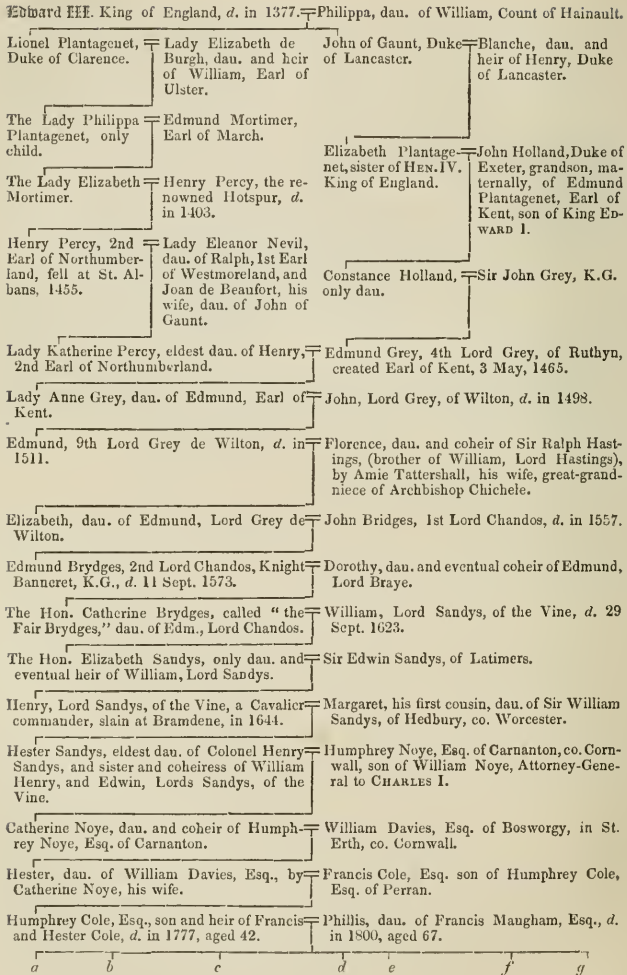 Edward III. King of England, d. in 1377.
Philippa, dau. of William, Count of Hainault.
Lionel Plantagenet,
Duke of Clarence.
Lady Elizabeth de
Burgh, dau. and heir
of William, Earl of
Ulster.
John of Gaunt, Duke
of Lancaster.
Blanche, dau. and
heir of Henry, Duke
of Lancaster.
The Lady Philippa
Plantagenet, only
child.
Edmund Mortimer,
Earl of March.
Elizabeth Plantage-
net, sister of HEN. IV.
King of England.
John Holland, Duke of
Exeter, grandson, ma-
ternally, of Edmund
Plantagenet, Earl of
Kent, son of King ED-
WARD I.
The Lady Elizabeth
Mortimer.
Henry Percy, the re-
nowned Hotspur, d.
in 1403.
Henry Percy, 2nd
Earl of Northumber-
land, fell at St. Al-
bans, 1455.
Lady Eleanor Nevil,
dau. of Ralph, 1st Earl
of Westmoreland, and
Joan de Beaufort, his
wife, dau. of John of
Gaunt.
Constance Holland,
only dau.
Sir John Grey, K.G.
Lady Katherine Percy, eldest dau. of Henry,
2nd Earl of Northumberland.
Edmund Grey, 4th Lord Grey, of Ruthyn,
created Earl of Kent, 3 May, 1465.
Lady Anne Grey, dau. of Edmund, Earl of
Kent.
John, Lord Grey, of Wilton, d. in 1498.
Edmund, 9th Lord Grey de Wilton, d. in
1511.
Florence, dau. and coheir of Sir Ralph Hast-
ings, (brother of William, Lord Hastings),
by Amie Tattershall, his wife, great-grand-
niece of Archbishop Chichele.
Elizabeth, dau. of Edmund, Lord Grey de
Wilton.
John Bridges, 1st Lord Chandos, d. in 1557.
Edmund Brydges, 2nd Lord Chandos, Knight
Banneret, K.G., d. 11 Sept. 1573.
Dorothy, dau. and eventual coheir of Edmund,
Lord Braye.
The Hon. Catherine Brydges, called "the
Fair Brydges," dau. of Edm., Lord Chandos.
William, Lord Sandys, of the Vine, d. 29
Sept. 1623.
The Hon. Elizabeth Sandys, only dau. and
eventual heir of William, Lord Sandys.
Sir Edwin Sandys, of Latimers.
Henry, Lord Sandys, of the Vine, a Cavalier
commander, slain at Bramdene, in 1644.
Margaret, his first cousin, dau. of Sir William
Sandys, of Hedbury, co. Worcester.
Hester Sandys, eldest dau. of Colonel Henry
Sandys, and sister and coheiress of William
Henry, and Edwin, Lords Sandys, of the
Vine.
Humphrey Noye, Esq. of Carnanton, co. Corn-
wall, son of William Noye, Attorney-Gene-
ral to CHARLES I.
Catherine Noye, dau. and coheir of Humph-
rey Noye, Esq. of Carnanton.
William Davies, Esq. of Bosworgy, in St.
Erth, co. Cornwall.
Hester, dau. of William Davies, Esq., by
Catherine Noye, his wife.
Francis Cole, Esq. son of Humphrey Cole,
Esq. of Perran.
Humphrey Cole, Esq., son and heir of Francis
and Hester Cole, d. in 1777, aged 42.
Phillis, dau. of Francis Maugham, Esq., d.
in 1800, aged 67.
a b c d e f g